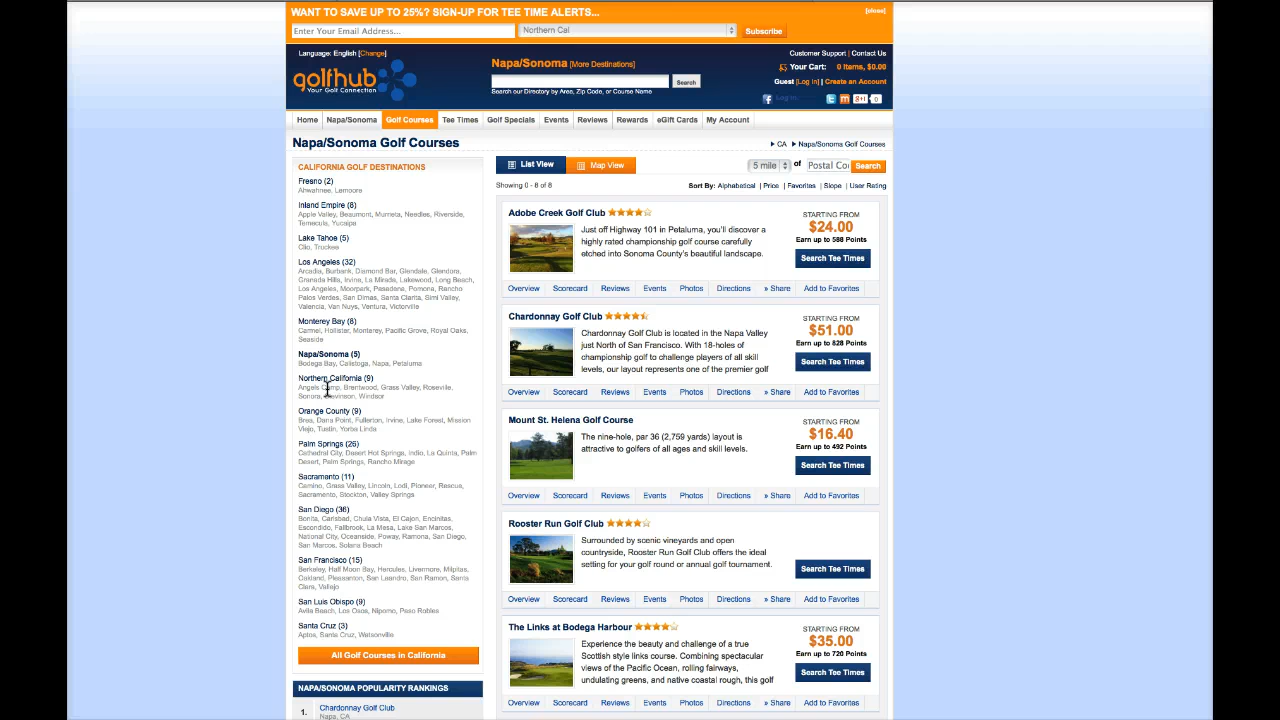 WANT TO SAVE UP TO 25%? SIGN-UP FOR TEE TIME ALERTS...
[close]
Enter Your Email Address...
Northern Cal
Subscribe
Language: English [Change]
golfhub
Your Golf Connection
Napa/Sonoma [More Destinations]
Search
Search our Directory by Area, Zip Code, or Course Name
Customer Support | Contact Us
Your Cart: 0 Items, $0.00
Guest [Log In] | Create an Account
Log In
+1 0
Home
Napa/Sonoma
Golf Courses
Tee Times
Golf Specials
Events
Reviews
Rewards
eGift Cards
My Account
Napa/Sonoma Golf Courses
CA
Napa/Sonoma Golf Courses
CALIFORNIA GOLF DESTINATIONS
Fresno (2)
Ahwahnee, Lemoore
Inland Empire (8)
Apple Valley, Beaumont, Murrieta, Needles, Riverside,
Temecula, Yucaipa
Lake Tahoe (5)
Clio, Truckee
Los Angeles (32)
Arcadia, Burbank, Diamond Bar, Glendale, Glendora,
Granada Hills, Irvine, La Mirada, Lakewood, Long Beach,
Los Angeles, Moorpark, Pasadena, Pomona, Rancho
Palos Verdes, San Dimas, Santa Clarita, Simi Valley,
Valencia, Van Nuys, Ventura, Victorville
Monterey Bay (8)
Carmel, Hollister, Monterey, Pacific Grove, Royal Oaks,
Seaside
Napa/Sonoma (5)
Bodega Bay, Calistoga, Napa, Petaluma
Northern California (9)
Angels Camp, Brentwood, Grass Valley, Roseville,
Sonora, Windsor
Orange County (9)
Brea, Dana Point, Fullerton, Irvine, Lake Forest, Mission
Viejo, Tustin, Yorba Linda
Palm Springs (26)
Cathedral City, Desert Hot Springs, Indio, La Quinta, Palm
Desert, Palm Springs, Rancho Mirage
Sacramento (11)
Camino, Grass Valley, Lincoln, Lodi, Pioneer, Rescue,
Sacramento, Stockton, Valley Springs
San Diego (36)
Bonita, Carlsbad, Chula Vista, El Cajon, Encinitas,
Escondido, Fallbrook, La Mesa, Lake San Marcos,
National City, Oceanside, Poway, Ramona, San Diego,
San Marcos, Solana Beach
San Francisco (15)
Berkeley, Half Moon Bay, Hercules, Livermore, Milpitas,
Oakland, Pleasanton, San Leandro, San Ramon, Santa
Clara, Vallejo
San Luis Obispo (9)
Avila Beach, Los Osos, Nipomo, Paso Robles
Santa Cruz (3)
Aptos, Santa Cruz, Watsonville
All Golf Courses in California
NAPA/SONOMA POPULARITY RANKINGS
1. Chardonnay Golf Club
Napa, CA
List View
Map View
5 mile of Postal Co
Search
Showing 0 - 8 of 8
Sort By: Alphabetical | Price | Favorites | Slope | User Rating
Adobe Creek Golf Club
Just off Highway 101 in Petaluma, you'll discover a
highly rated championship golf course carefully
etched into Sonoma County's beautiful landscape.
STARTING FROM
$24.00
Earn up to 588 Points
Search Tee Times
Overview Scorecard Reviews Events Photos Directions » Share Add to Favorites
Chardonnay Golf Club
Chardonnay Golf Club is located in the Napa Valley
just North of San Francisco. With 18-holes of
championship golf to challenge players of all skill
levels, our layout represents one of the premier golf
STARTING FROM
$51.00
Earn up to 828 Points
Search Tee Times
Overview Scorecard Reviews Events Photos Directions » Share Add to Favorites
Mount St. Helena Golf Course
The nine-hole, par 36 (2,759 yards) layout is
attractive to golfers of all ages and skill levels.
STARTING FROM
$16.40
Earn up to 492 Points
Search Tee Times
Overview Scorecard Reviews Events Photos Directions » Share Add to Favorites
Rooster Run Golf Club
Surrounded by scenic vineyards and open
countryside, Rooster Run Golf Club offers the ideal
setting for your golf round or annual golf tournament.
Search Tee Times
Overview Scorecard Reviews Events Photos Directions » Share Add to Favorites
The Links at Bodega Harbour
Experience the beauty and challenge of a true
Scottish style links course. Combining spectacular
views of the Pacific Ocean, rolling fairways,
undulating greens, and native coastal rough, this golf
STARTING FROM
$35.00
Earn up to 720 Points
Search Tee Times
Overview Scorecard Reviews Events Photos Directions » Share Add to Favorites